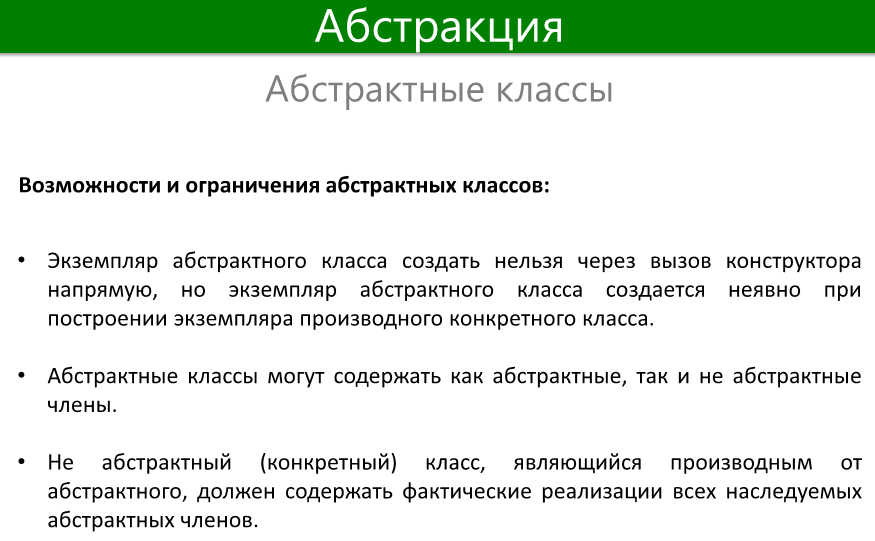 Абстракция
Абстрактные классы
Возможности и ограничения абстрактных классов:
• Экземпляр абстрактного класса создать нельзя через вызов конструктора
напрямую, но экземпляр абстрактного класса создается неявно при
построении экземпляра производного конкретного класса.
• Абстрактные классы могут содержать как абстрактные, так и не абстрактные
члены.
• Не абстрактный (конкретный) класс, являющийся производным от
абстрактного, должен содержать фактические реализации всех наследуемых
абстрактных членов.